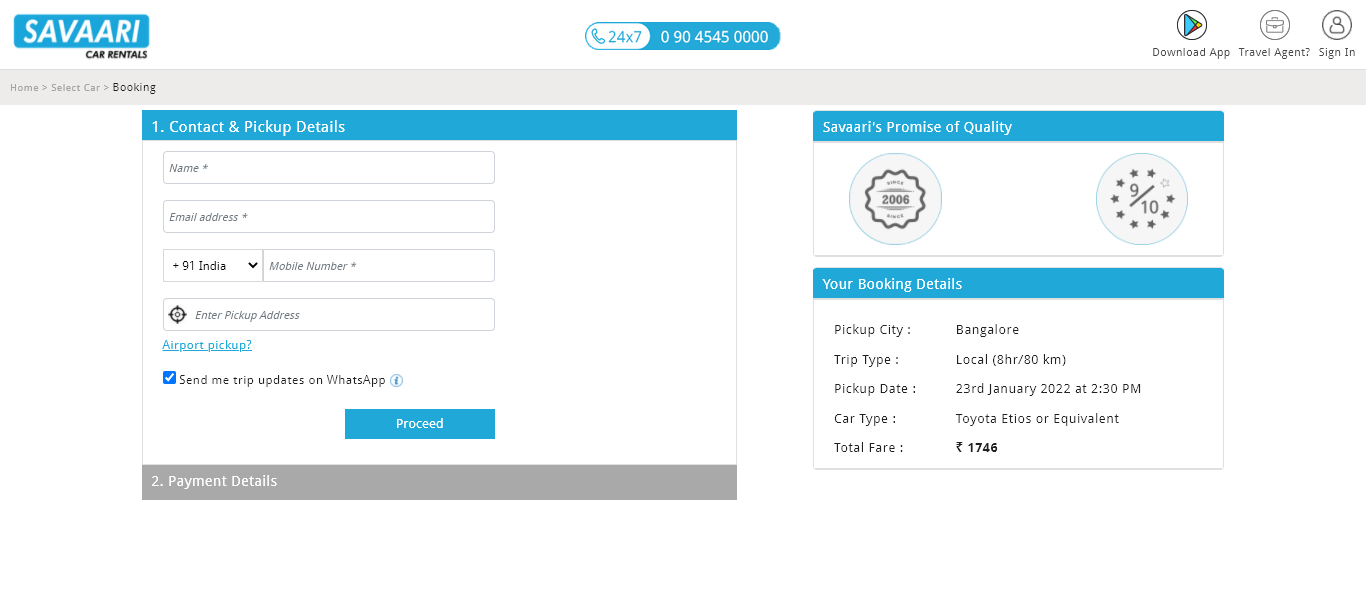 SAVAARI
CAR RENTALS
24x7 0 90 4545 0000
Download App
Travel Agent?
Sign In
Home > Select Car > Booking
1. Contact & Pickup Details
Name *
Email address *
+ 91 India
Mobile Number *
Enter Pickup Address
Airport pickup?
Send me trip updates on WhatsApp i
Proceed
2. Payment Details
Savaari's Promise of Quality
SINCE
2006
SINCE
9/10
Your Booking Details
Pickup City : Bangalore
Trip Type : Local (8hr/80 km)
Pickup Date : 23rd January 2022 at 2:30 PM
Car Type : Toyota Etios or Equivalent
Total Fare : ₹ 1746